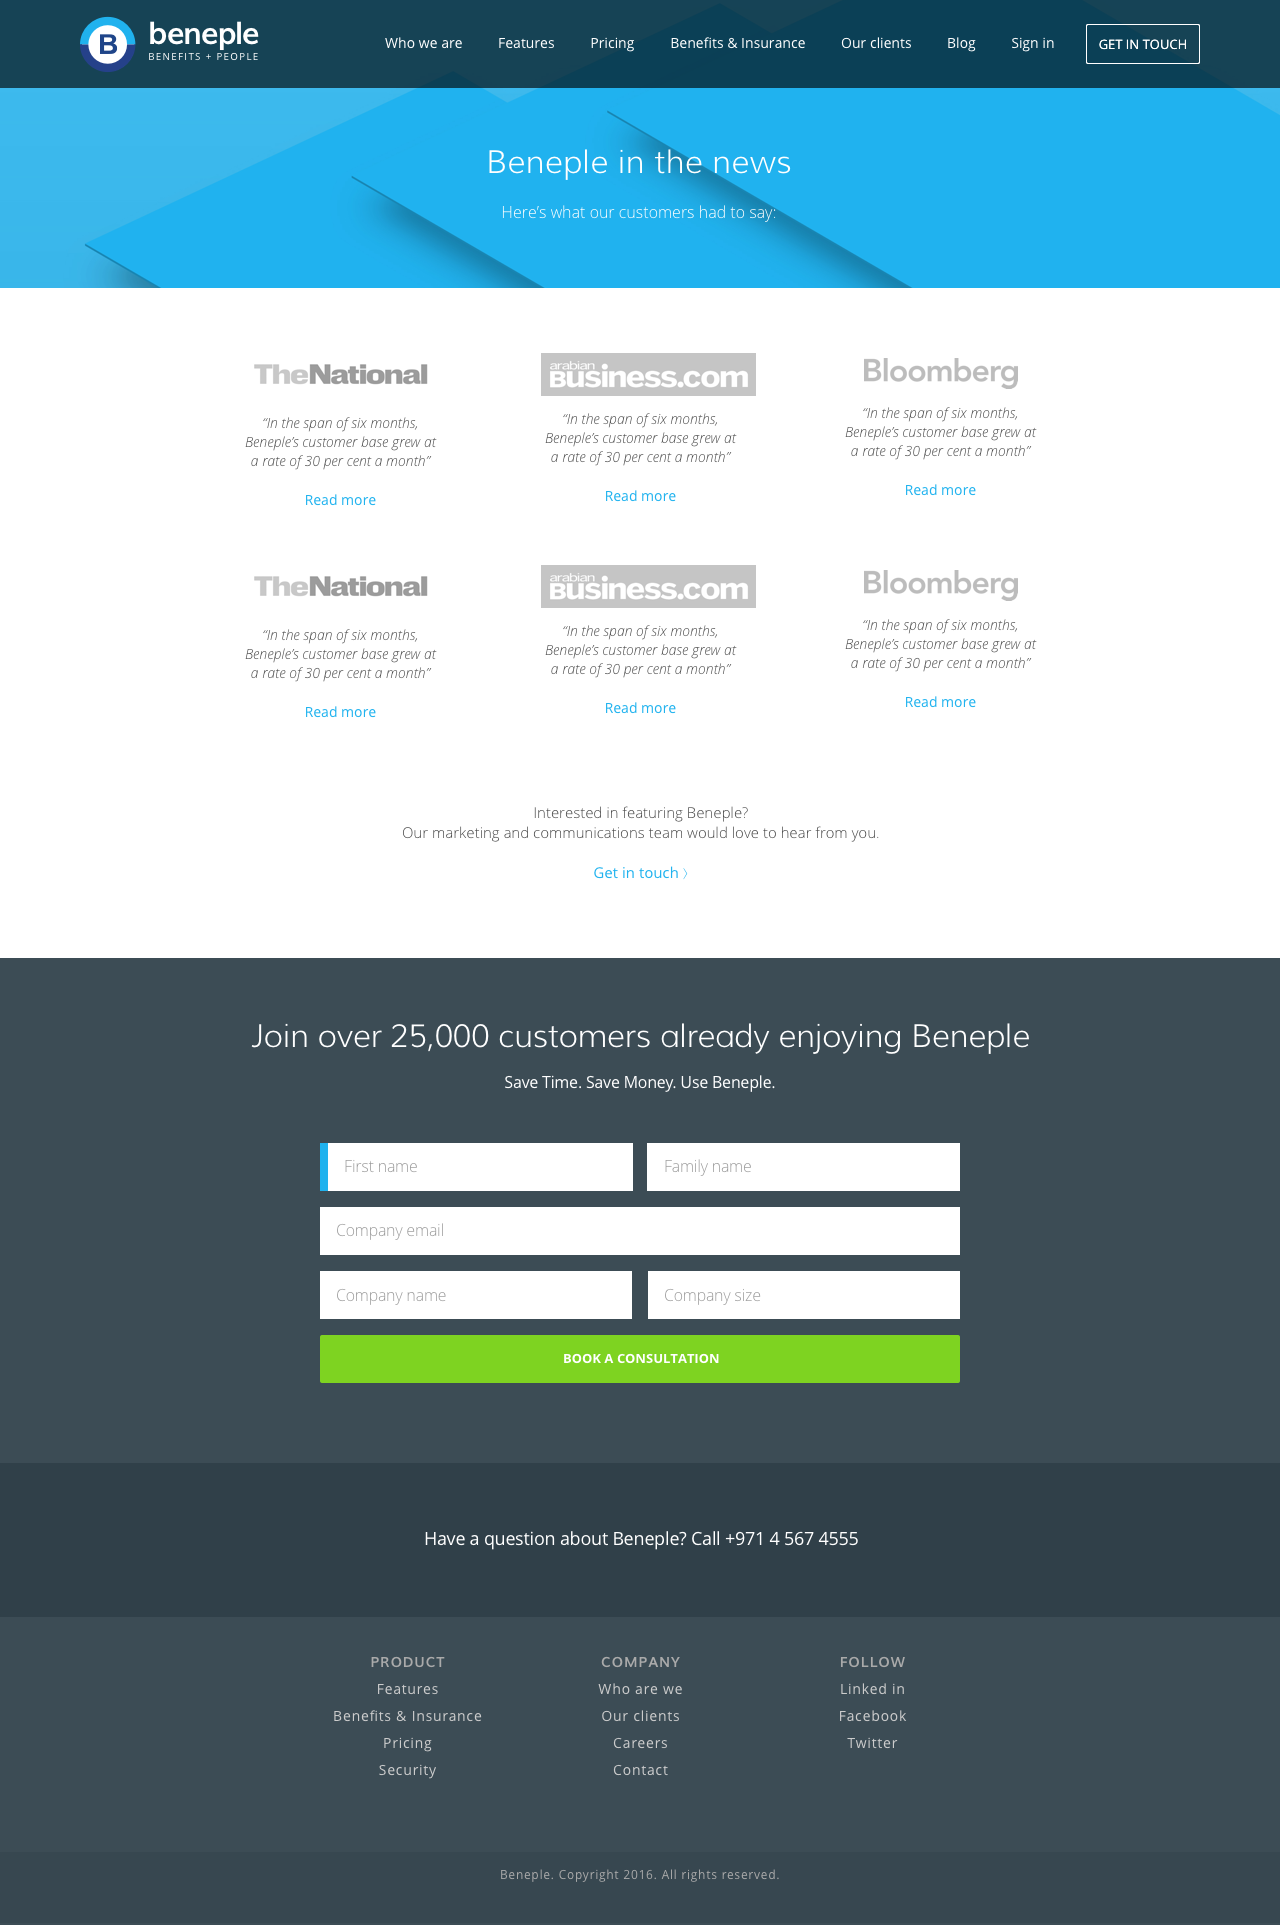 B beneple
BENEFITS + PEOPLE
Who we are Features Pricing Benefits & Insurance Our clients Blog Sign in GET IN TOUCH
Beneple in the news
Here’s what our customers had to say:
TheNational
“In the span of six months,
Beneple’s customer base grew at
a rate of 30 per cent a month”
Read more
arabian
Business.com
“In the span of six months,
Beneple’s customer base grew at
a rate of 30 per cent a month”
Read more
Bloomberg
“In the span of six months,
Beneple’s customer base grew at
a rate of 30 per cent a month”
Read more
TheNational
“In the span of six months,
Beneple’s customer base grew at
a rate of 30 per cent a month”
Read more
arabian
Business.com
“In the span of six months,
Beneple’s customer base grew at
a rate of 30 per cent a month”
Read more
Bloomberg
“In the span of six months,
Beneple’s customer base grew at
a rate of 30 per cent a month”
Read more
Interested in featuring Beneple?
Our marketing and communications team would love to hear from you.
Get in touch 〉
Join over 25,000 customers already enjoying Beneple
Save Time. Save Money. Use Beneple.
First name Family name
Company email
Company name Company size
BOOK A CONSULTATION
Have a question about Beneple? Call +971 4 567 4555
PRODUCT
Features
Benefits & Insurance
Pricing
Security
COMPANY
Who are we
Our clients
Careers
Contact
FOLLOW
Linked in
Facebook
Twitter
Beneple. Copyright 2016. All rights reserved.